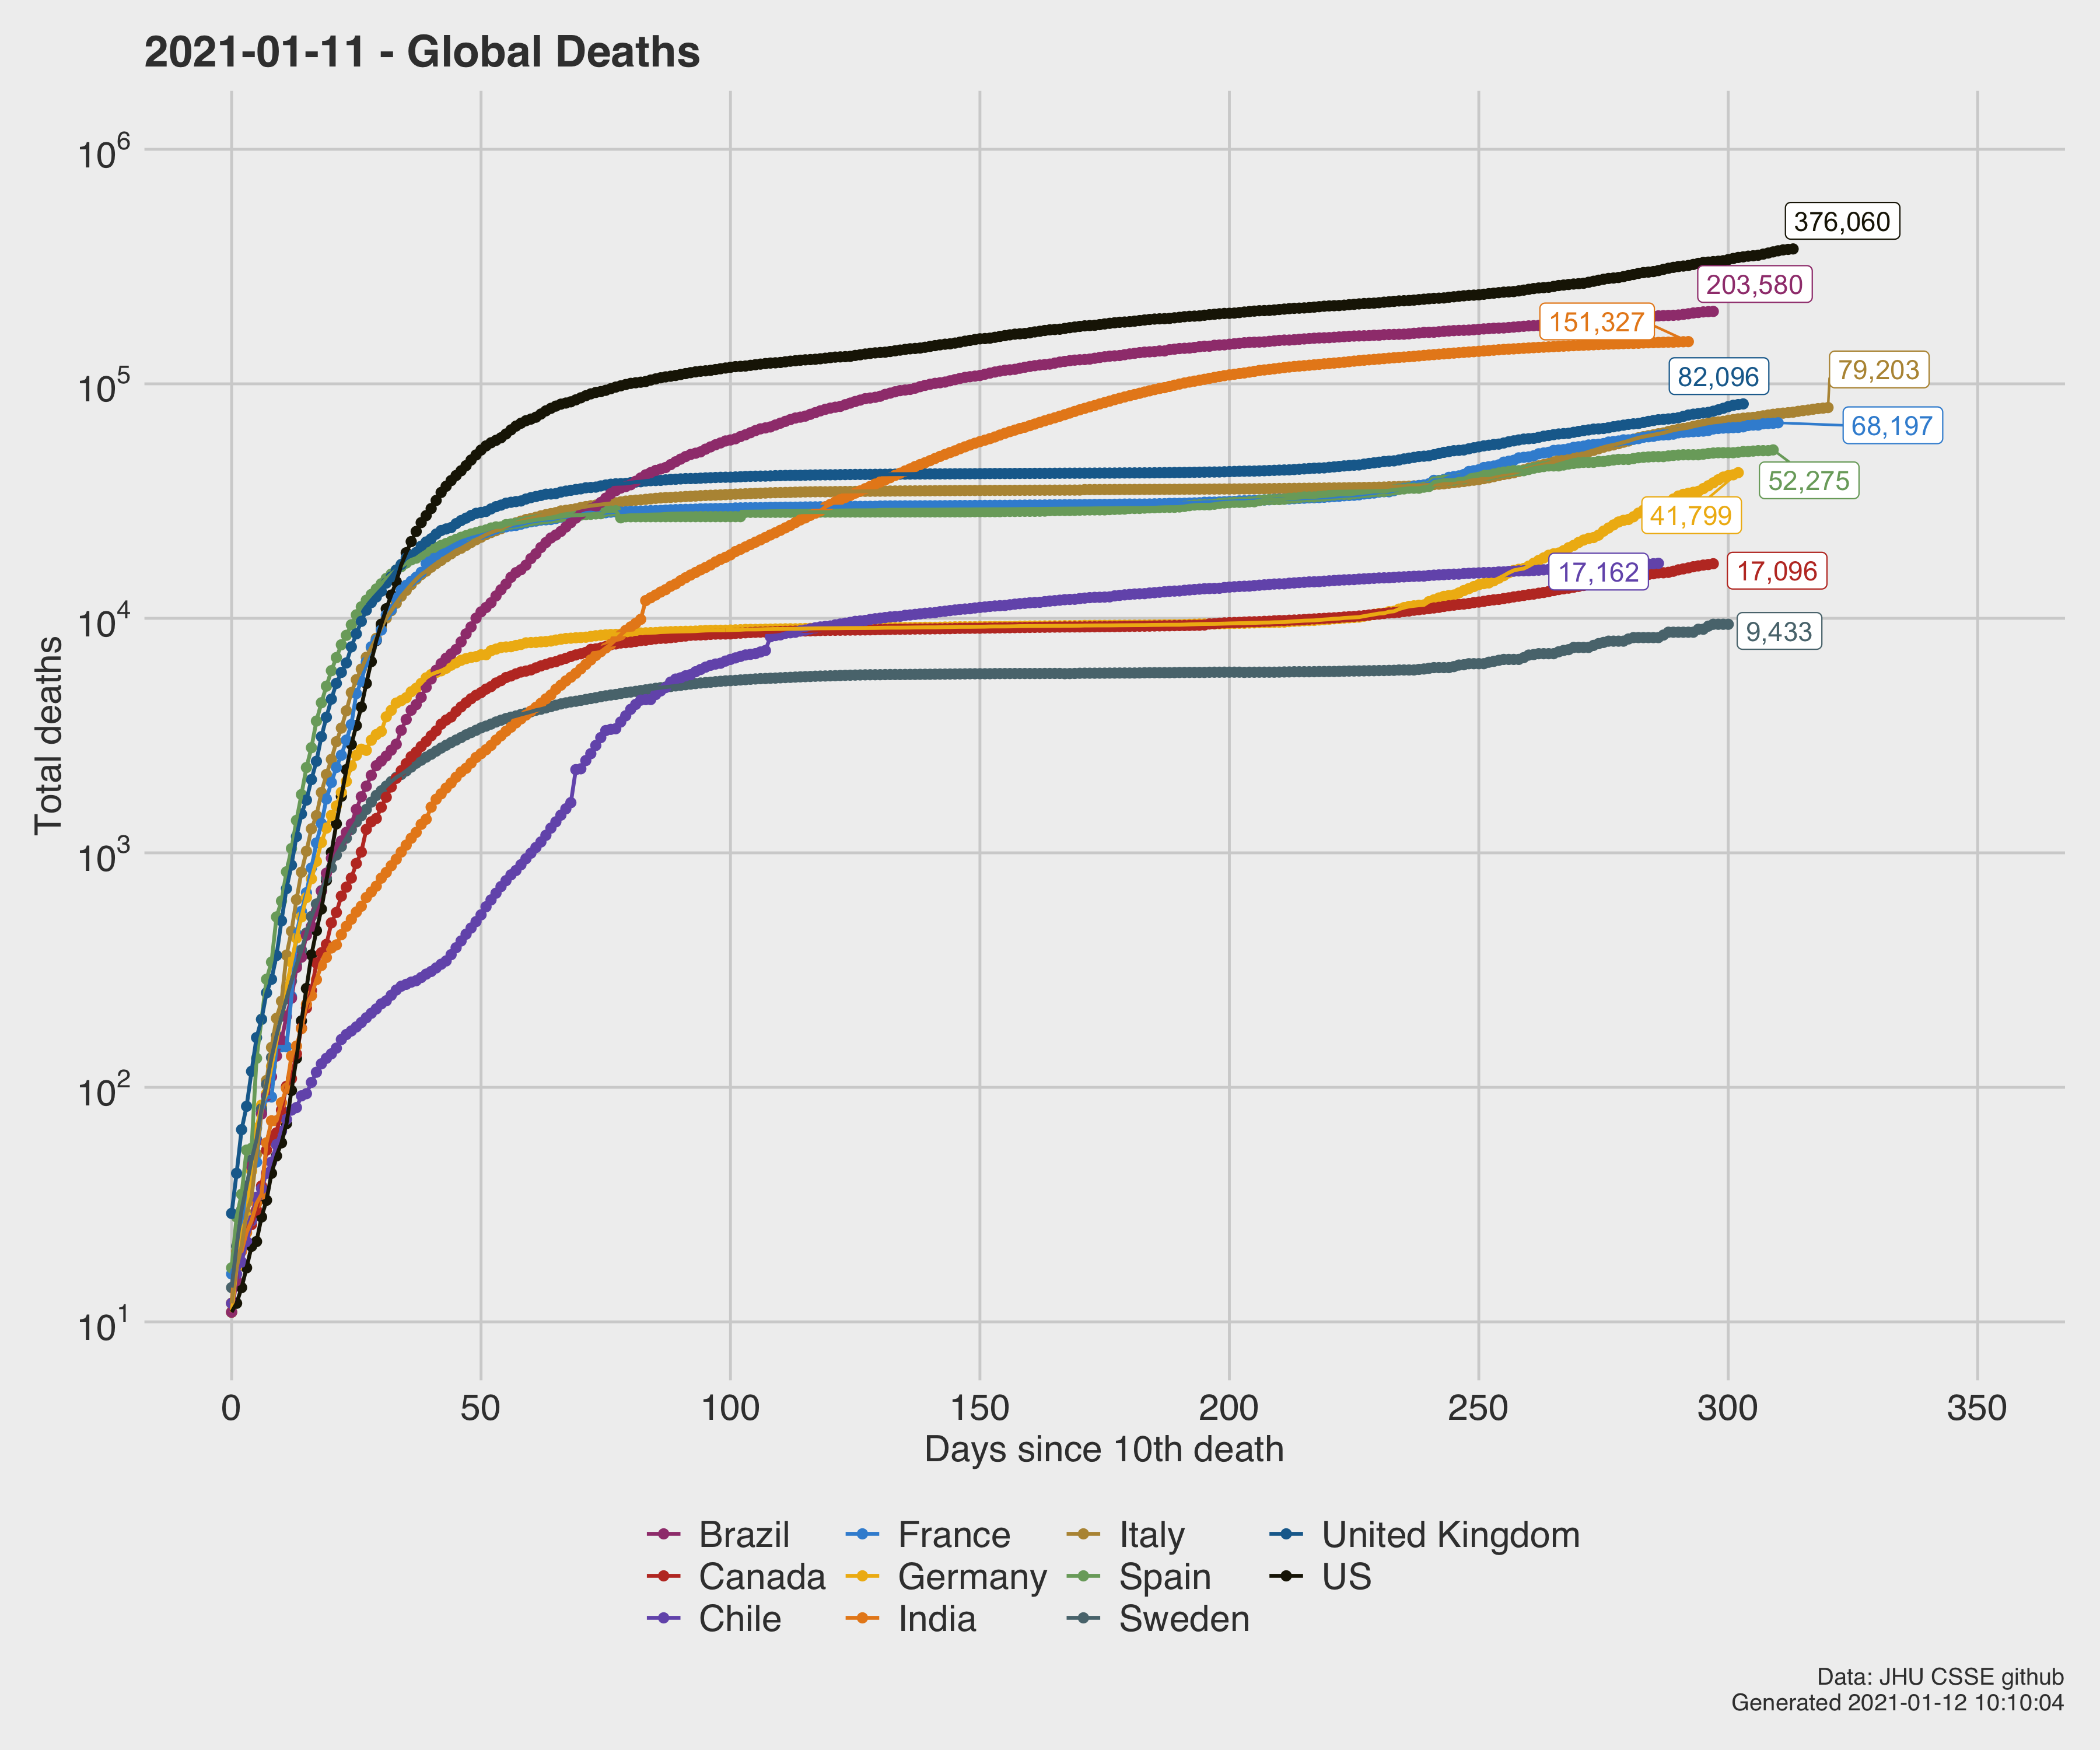 2021-01-11 - Global Deaths
Total deaths
10^6
10^5
10^4
10^3
10^2
10^1
376,060
203,580
151,327
82,096
79,203
68,197
52,275
41,799
17,162
17,096
9,433
0 50 100 150 200 250 300 350
Days since 10th death
Brazil France Italy United Kingdom
Canada Germany Spain US
Chile India Sweden
Data: JHU CSSE github
Generated 2021-01-12 10:10:04